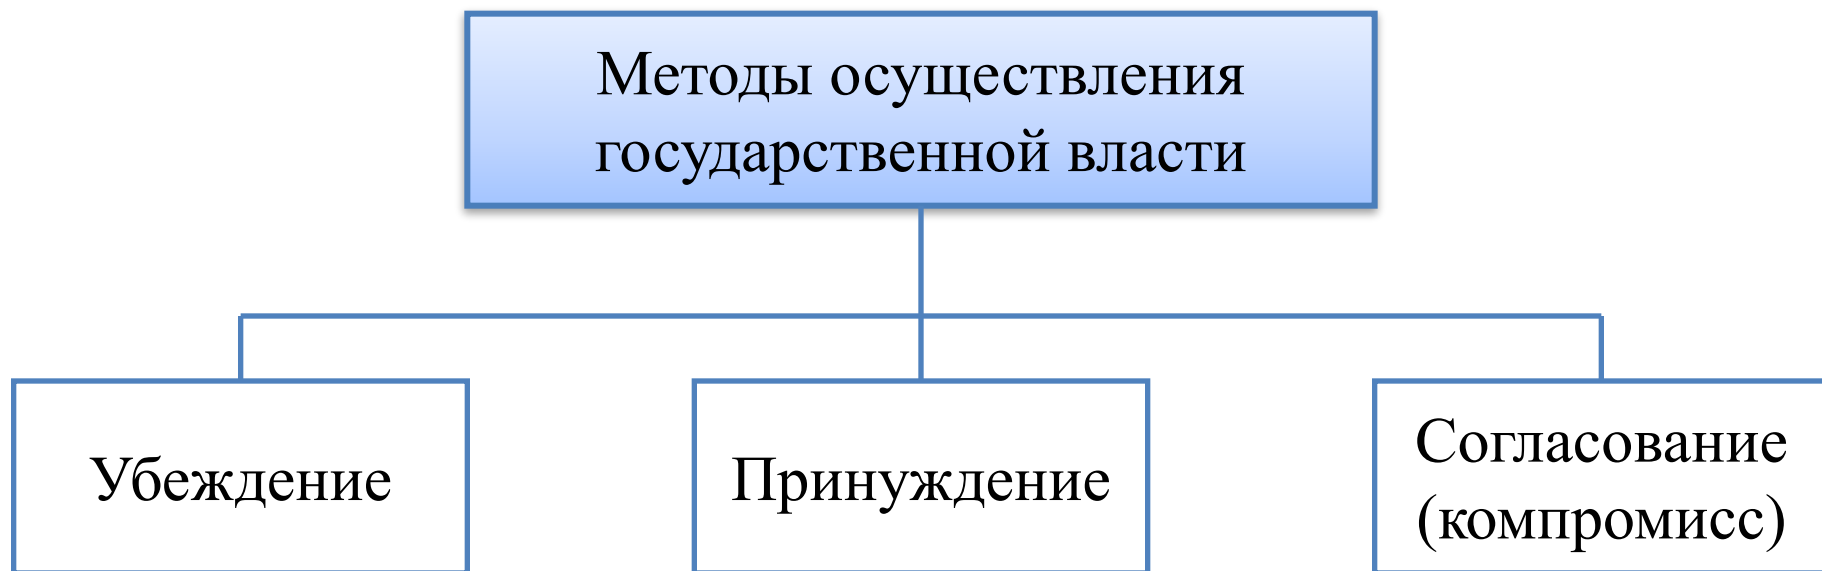 Методы осуществления
государственной власти
Убеждение
Принуждение
Согласование
(компромисс)